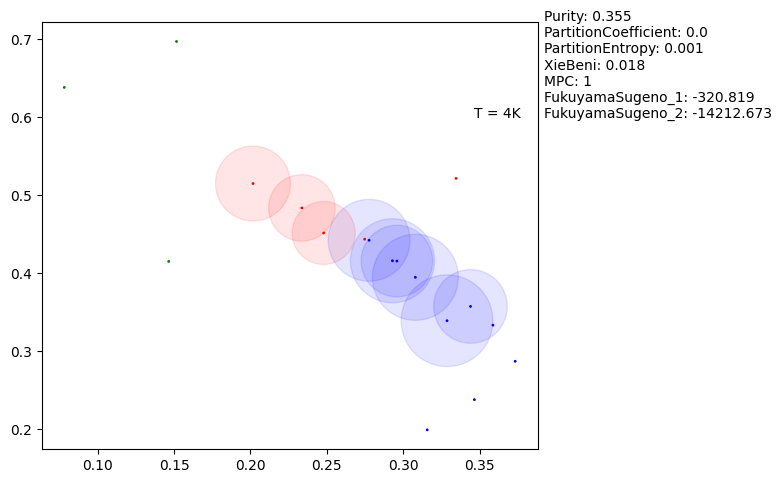 Purity: 0.355
PartitionCoefficient: 0.0
PartitionEntropy: 0.001
XieBeni: 0.018
MPC: 1
FukuyamaSugeno_1: -320.819
FukuyamaSugeno_2: -14212.673
T = 4K
0.7
0.6
0.5
0.4
0.3
0.2
0.10 0.15 0.20 0.25 0.30 0.35